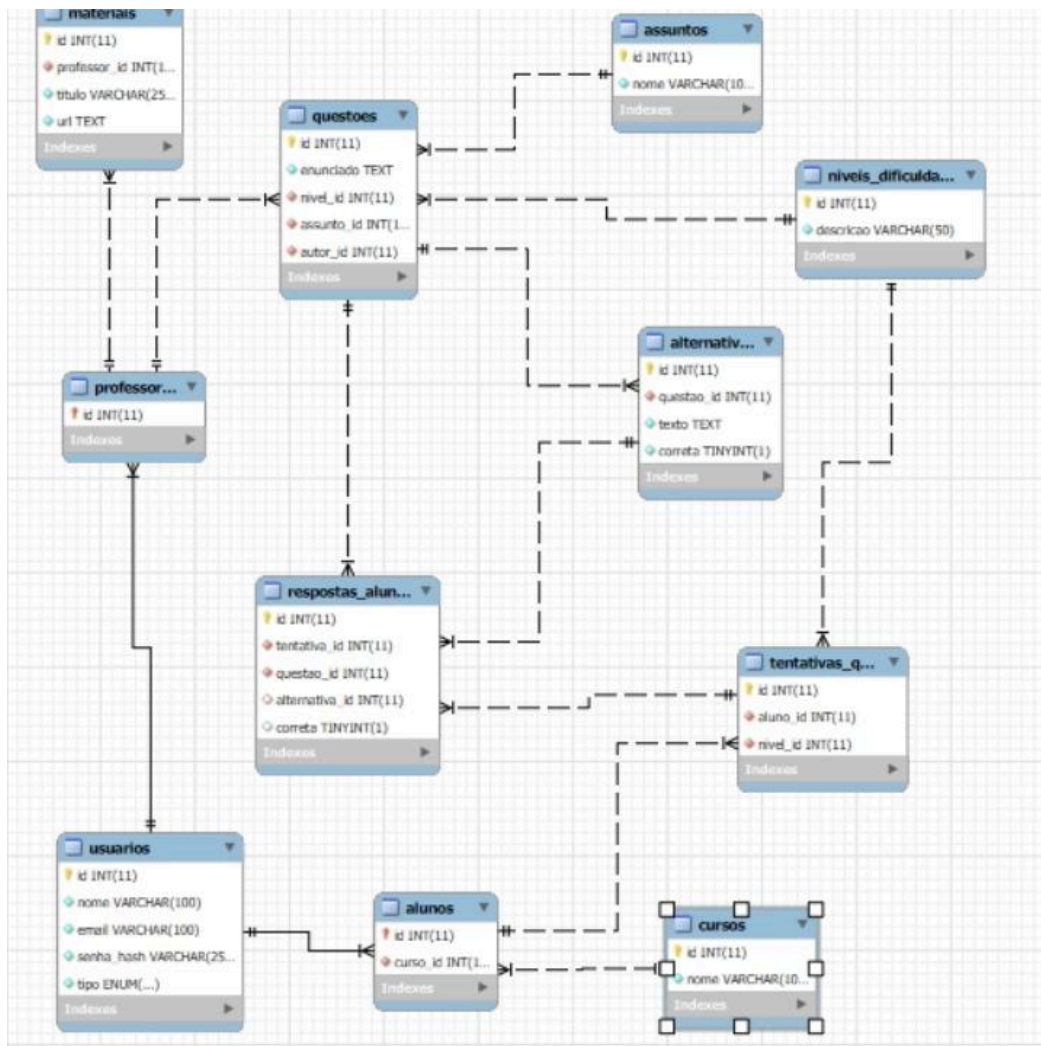 materiais
id INT(11)
professor_id INT(1...
titulo VARCHAR(25...
url TEXT
Indexes
assuntos
id INT(11)
nome VARCHAR(10...
Indexes
questoes
id INT(11)
enunciado TEXT
nivel_id INT(11)
assunto_id INT(1...
autor_id INT(11)
Indexes
niveis_dificulda...
id INT(11)
descricao VARCHAR(50)
Indexes
alternativ...
id INT(11)
questao_id INT(11)
texto TEXT
correta TINYINT(1)
Indexes
professor...
id INT(11)
Indexes
respostas_alun...
id INT(11)
tentativa_id INT(11)
questao_id INT(11)
alternativa_id INT(11)
correta TINYINT(1)
Indexes
tentativas_q...
id INT(11)
aluno_id INT(11)
nivel_id INT(11)
Indexes
usuarios
id INT(11)
nome VARCHAR(100)
email VARCHAR(100)
senha_hash VARCHAR(25...
tipo ENUM(...)
Indexes
alunos
id INT(11)
curso_id INT(1...
Indexes
cursos
id INT(11)
nome VARCHAR(10...
Indexes